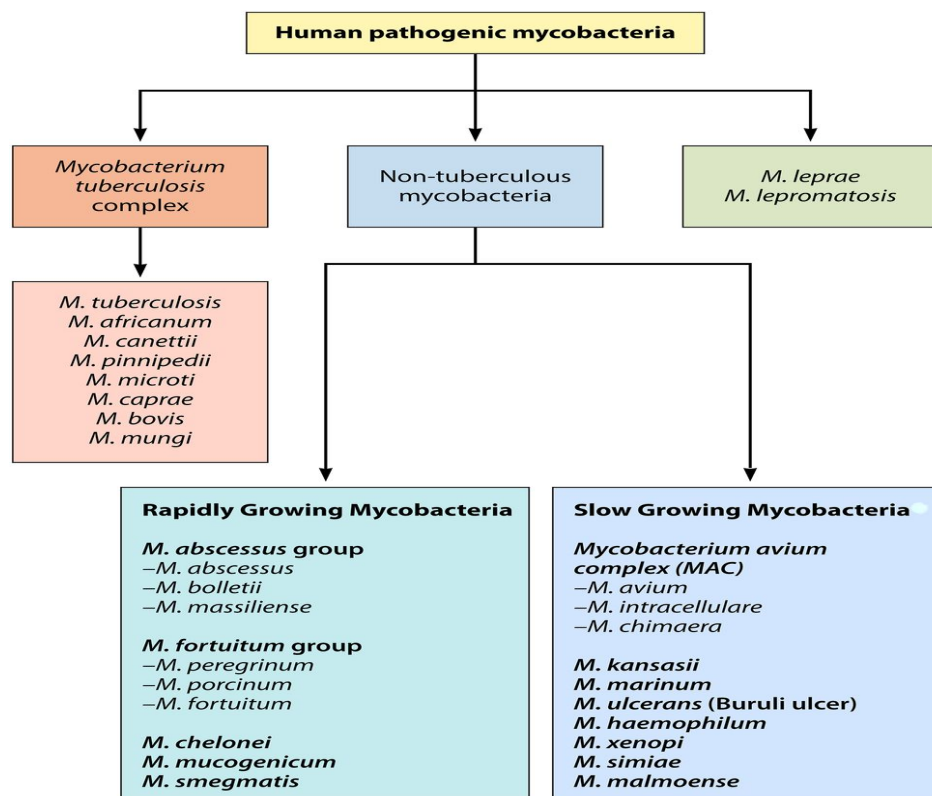 Human pathogenic mycobacteria
Mycobacterium
tuberculosis
complex
Non-tuberculous
mycobacteria
M. leprae
M. lepromatosis
M. tuberculosis
M. africanum
M. canettii
M. pinnipedii
M. microti
M. caprae
M. bovis
M. mungi
Rapidly Growing Mycobacteria
M. abscessus group
–M. abscessus
–M. bolletii
–M. massiliense
M. fortuitum group
–M. peregrinum
–M. porcinum
–M. fortuitum
M. chelonei
M. mucogenicum
M. smegmatis
Slow Growing Mycobacteria
Mycobacterium avium
complex (MAC)
–M. avium
–M. intracellulare
–M. chimaera
M. kansasii
M. marinum
M. ulcerans (Buruli ulcer)
M. haemophilum
M. xenopi
M. simiae
M. malmoense